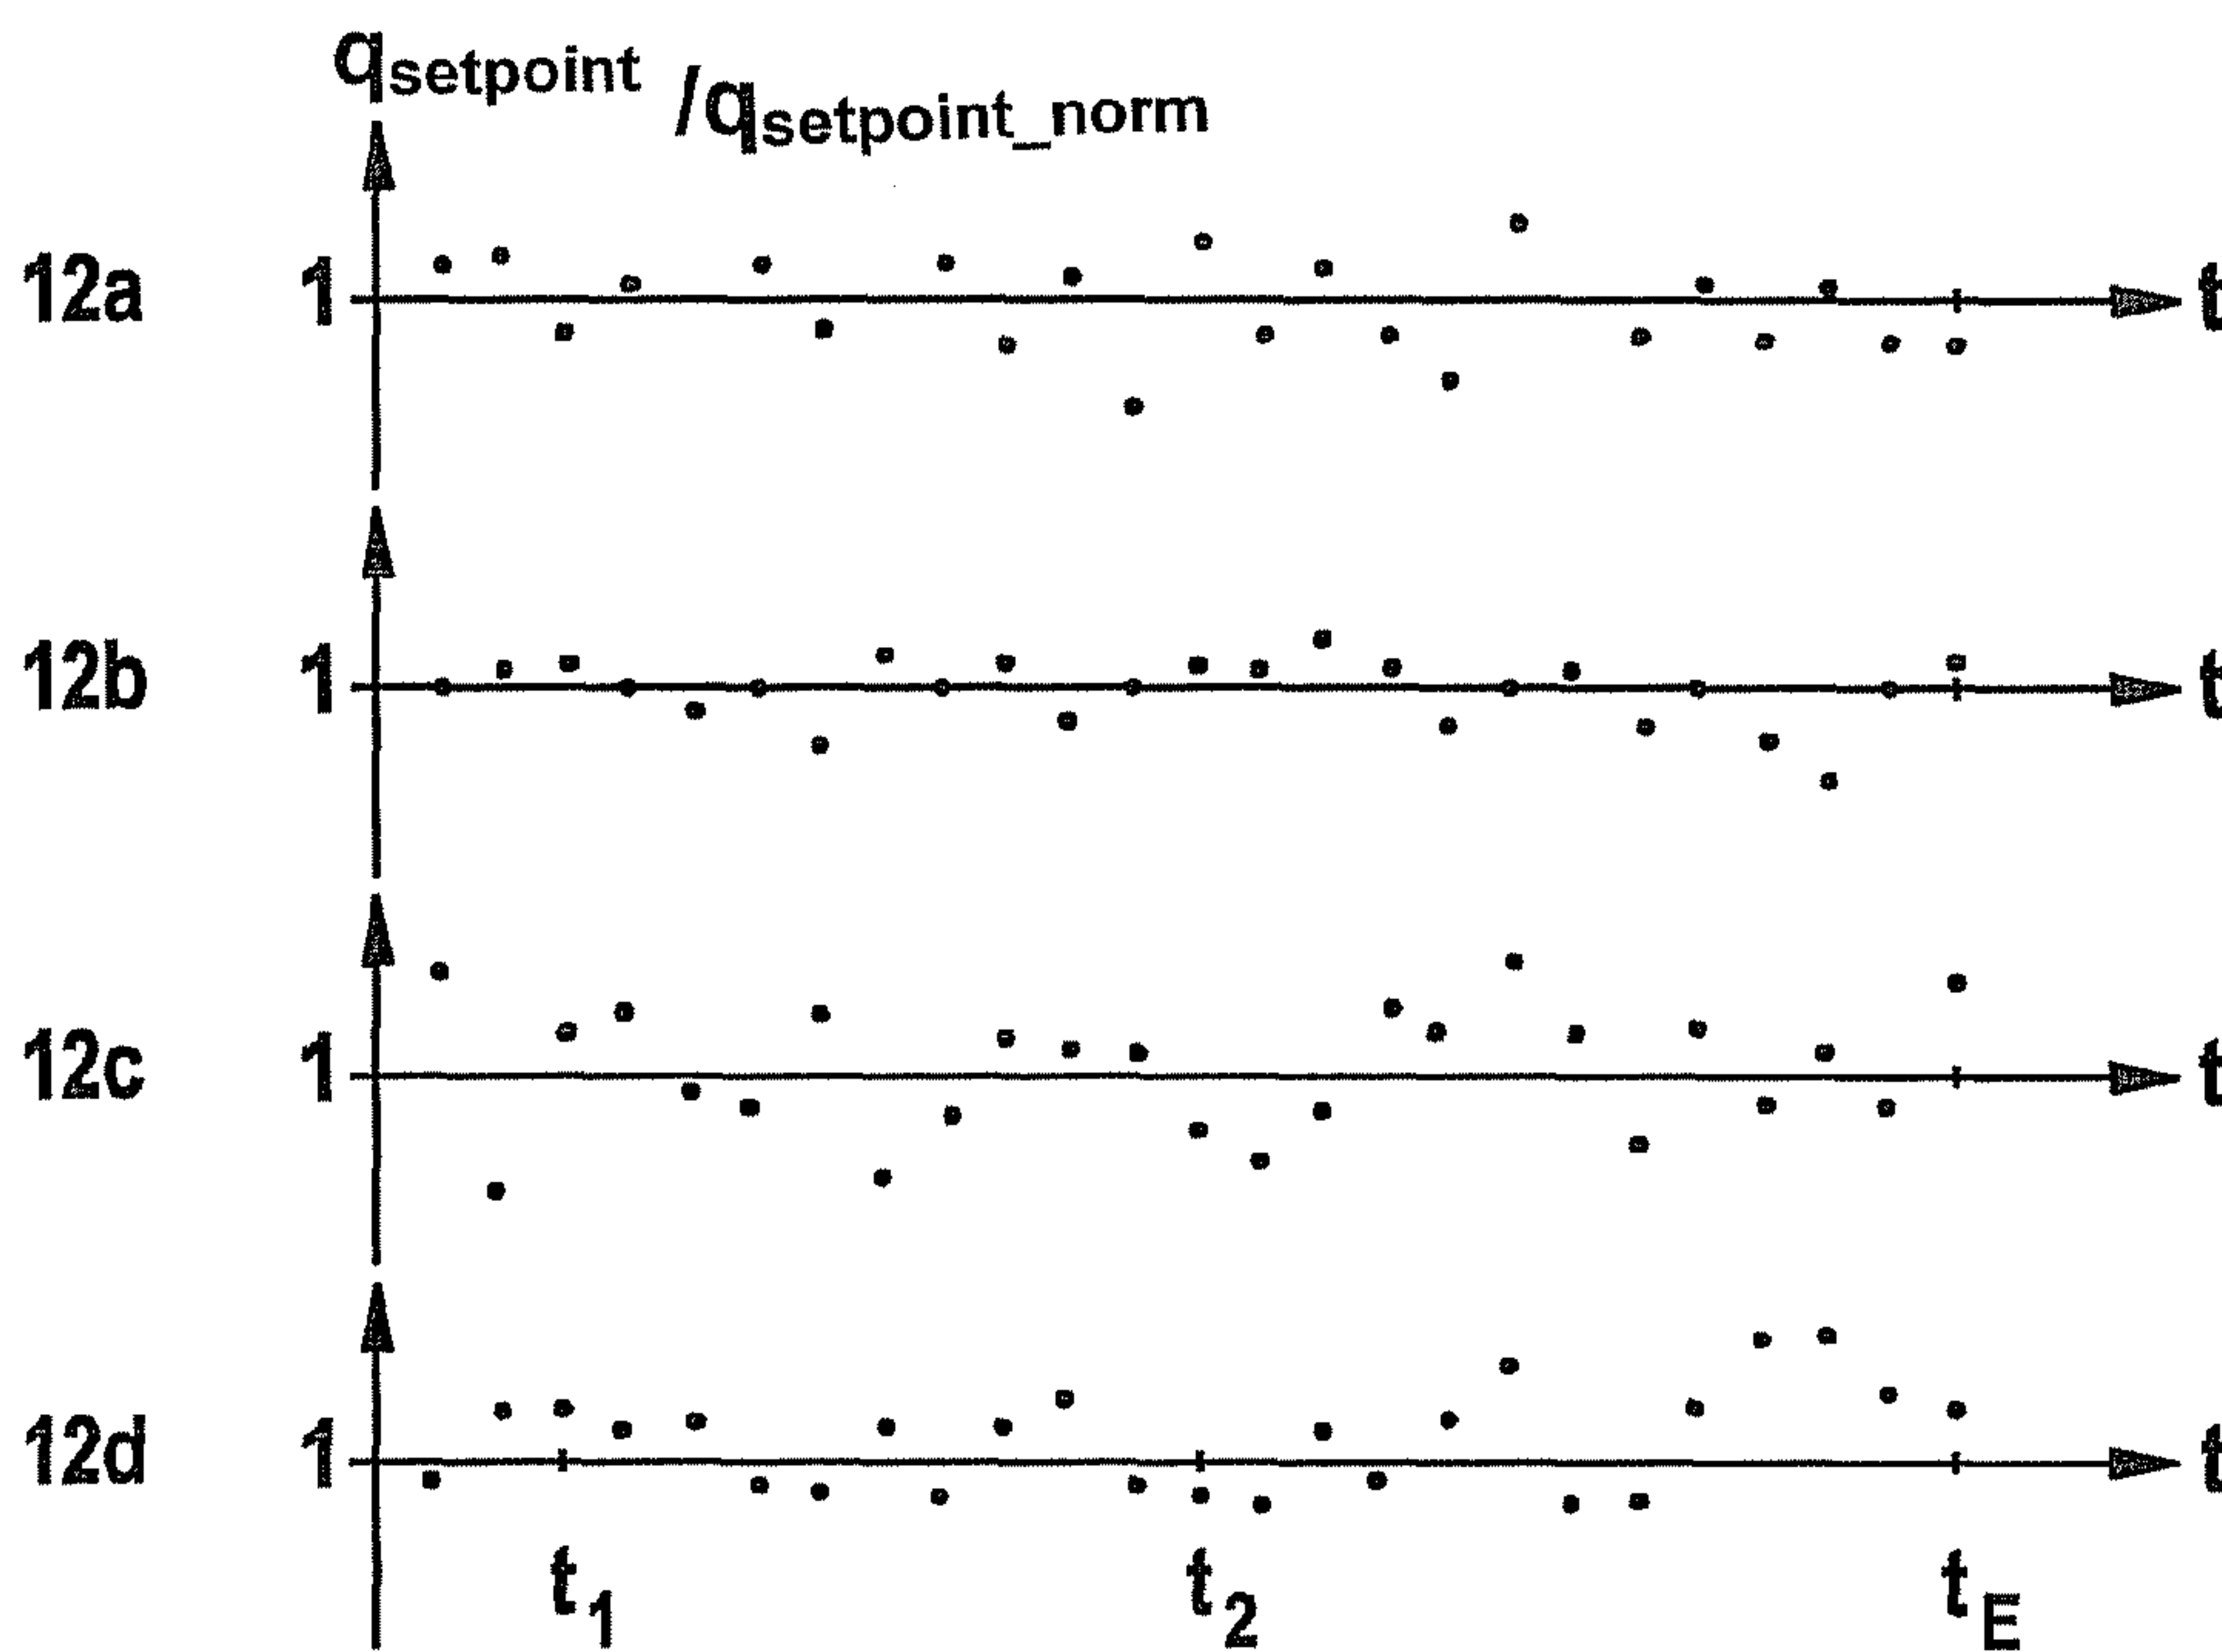 qsetpoint /qsetpoint_norm
12a 1 t
12b 1 t
12c 1 t
12d 1 t
t1 t2 tE